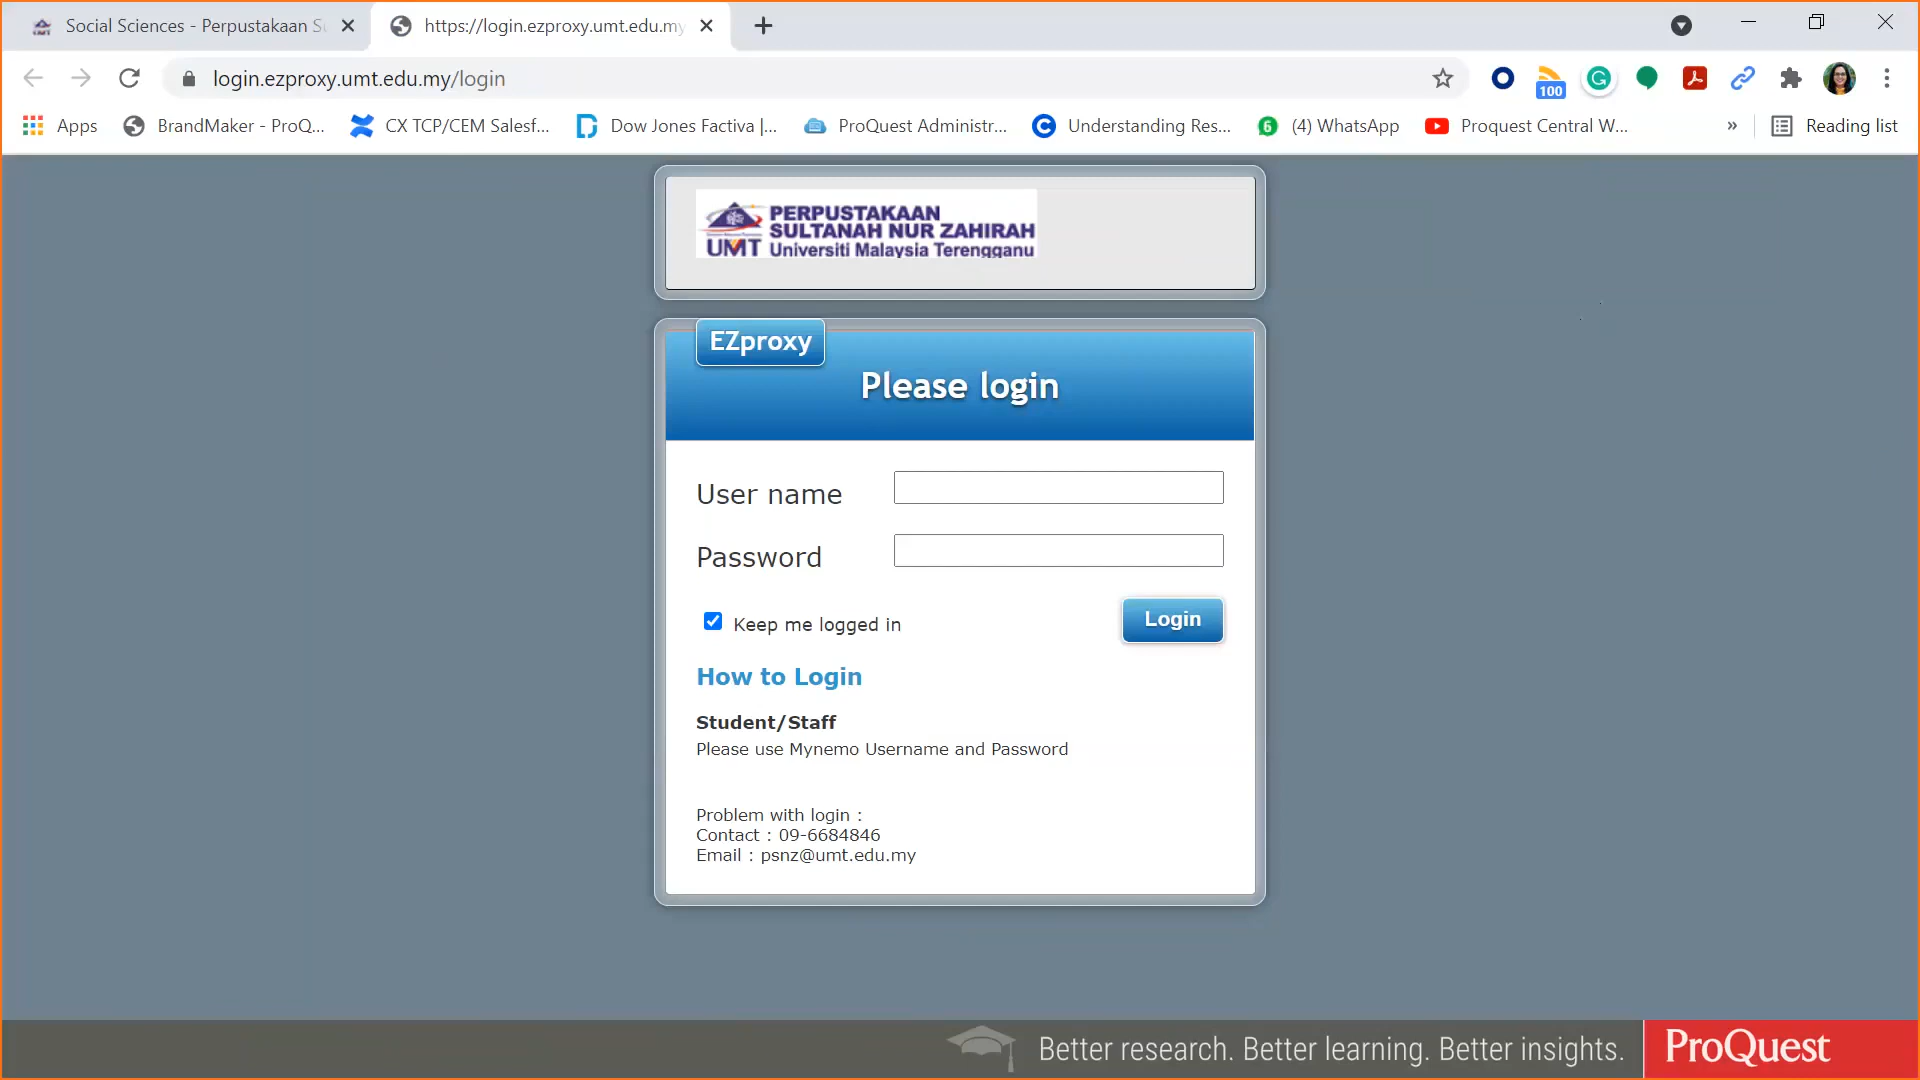 Social Sciences - Perpustakaan Su
https://login.ezproxy.umt.edu.my
login.ezproxy.umt.edu.my/login
100
Apps
BrandMaker - ProQ...
CX TCP/CEM Salesf...
Dow Jones Factiva |...
ProQuest Administr...
Understanding Res...
6
(4) WhatsApp
Proquest Central W...
»
Reading list
PERPUSTAKAAN
SULTANAH NUR ZAHIRAH
UMT Universiti Malaysia Terengganu
EZproxy
Please login
User name
Password
Keep me logged in
Login
How to Login
Student/Staff
Please use Mynemo Username and Password
Problem with login :
Contact : 09-6684846
Email : psnz@umt.edu.my
Better research. Better learning. Better insights.
ProQuest